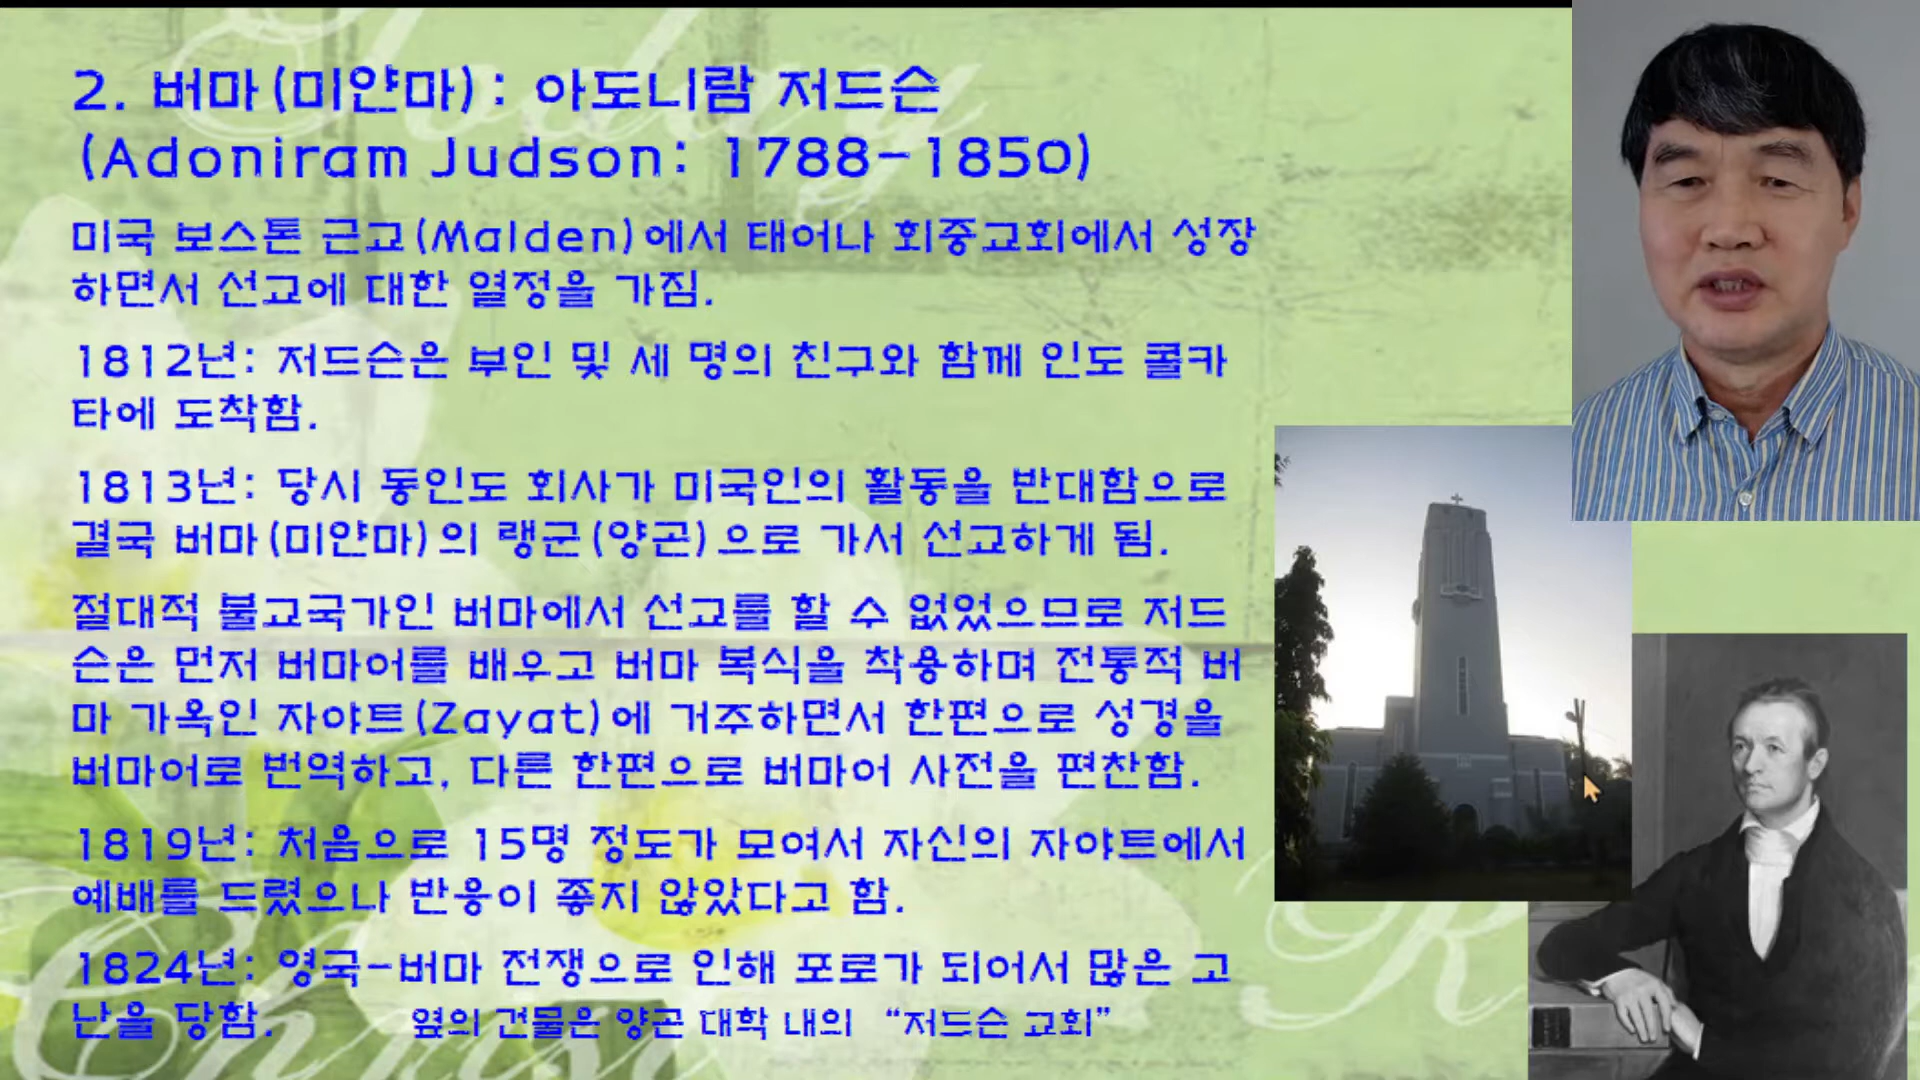 2. 버마(미얀마): 아도니람 저드슨
(Adoniram Judson: 1788-1850)
미국 보스톤 근교(Malden)에서 태어나 회중교회에서 성장
하면서 선교에 대한 열정을 가짐.
1812년: 저드슨은 부인 및 세 명의 친구와 함께 인도 콜카
타에 도착함.
1813년: 당시 동인도 회사가 미국인의 활동을 반대함으로
결국 버마(미얀마)의 랭군(양곤)으로 가서 선교하게 됨.
절대적 불교국가인 버마에서 선교를 할 수 없었으므로 저드
슨은 먼저 버마어를 배우고 버마 복식을 착용하며 전통적 버
마 가옥인 자야트(Zayat)에 거주하면서 한편으로 성경을
버마어로 번역하고, 다른 한편으로 버마어 사전을 편찬함.
1819년: 처음으로 15명 정도가 모여서 자신의 자야트에서
예배를 드렸으나 반응이 좋지 않았다고 함.
1824년: 영국-버마 전쟁으로 인해 포로가 되어서 많은 고
난을 당함. 옆의 건물은 양곤 대학 내의 “저드슨 교회”